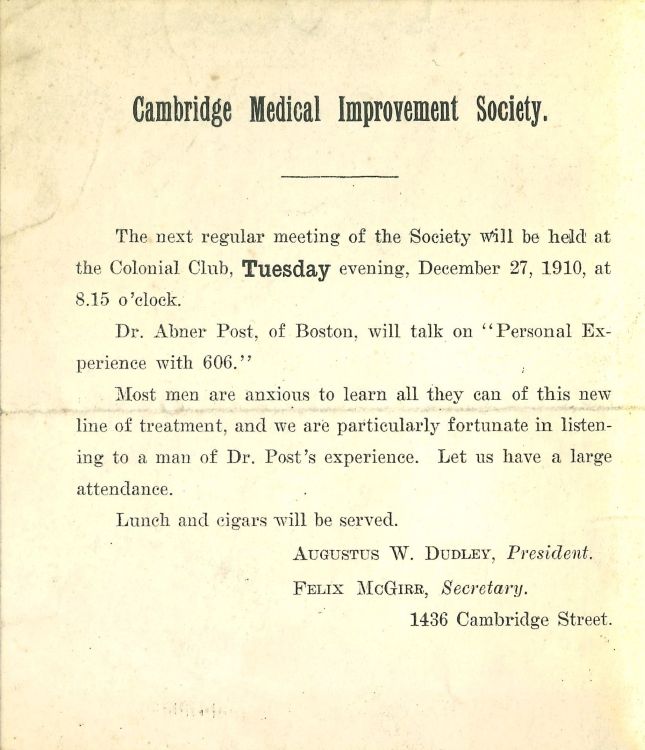 Cambridge Medical Improvement Society.
The next regular meeting of the Society will be held at
the Colonial Club, Tuesday evening, December 27, 1910, at
8.15 o'clock.
Dr. Abner Post, of Boston, will talk on "Personal Ex-
perience with 606."
Most men are anxious to learn all they can of this new
line of treatment, and we are particularly fortunate in listen-
ing to a man of Dr. Post's experience. Let us have a large
attendance.
Lunch and cigars will be served.
Augustus W. Dudley, President.
Felix McGirr, Secretary.
1436 Cambridge Street.